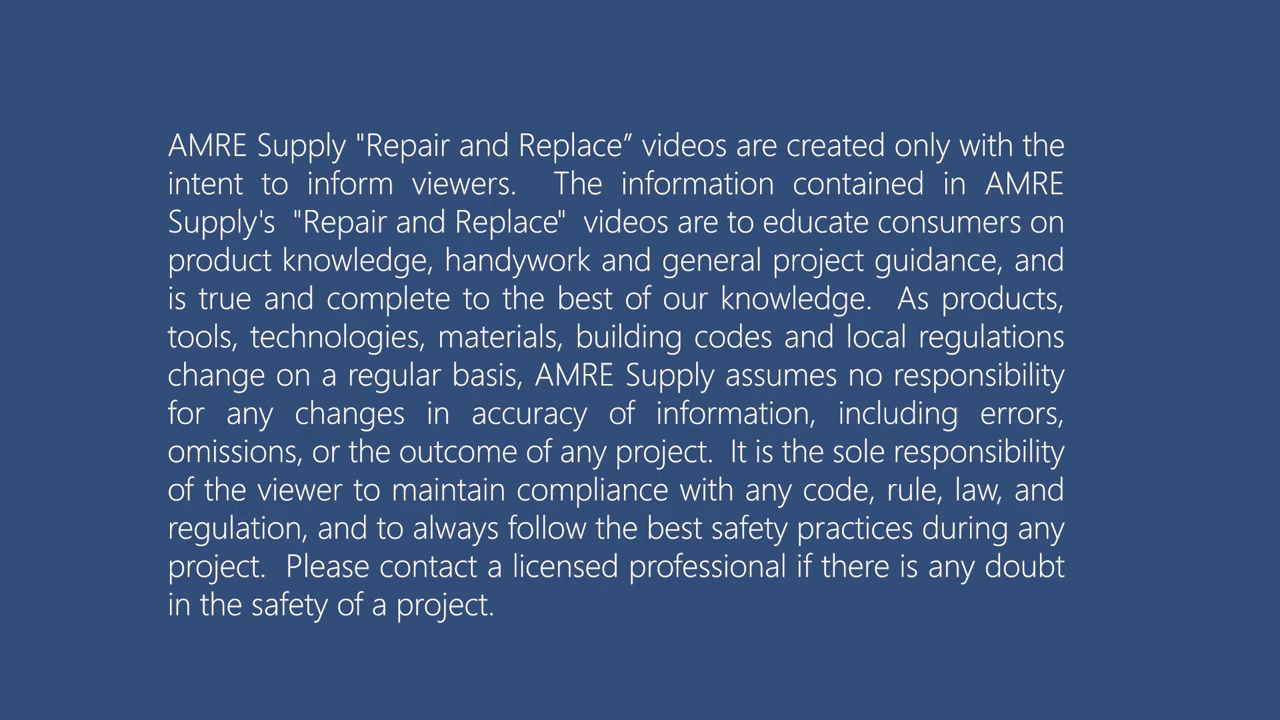 AMRE Supply "Repair and Replace” videos are created only with the
intent to inform viewers.  The information contained in AMRE
Supply's  "Repair and Replace"  videos are to educate consumers on
product knowledge, handywork and general project guidance, and
is true and complete to the best of our knowledge.  As products,
tools, technologies, materials, building codes and local regulations
change on a regular basis, AMRE Supply assumes no responsibility
for any changes in accuracy of information, including errors,
omissions, or the outcome of any project.  It is the sole responsibility
of the viewer to maintain compliance with any code, rule, law, and
regulation, and to always follow the best safety practices during any
project.  Please contact a licensed professional if there is any doubt
in the safety of a project.